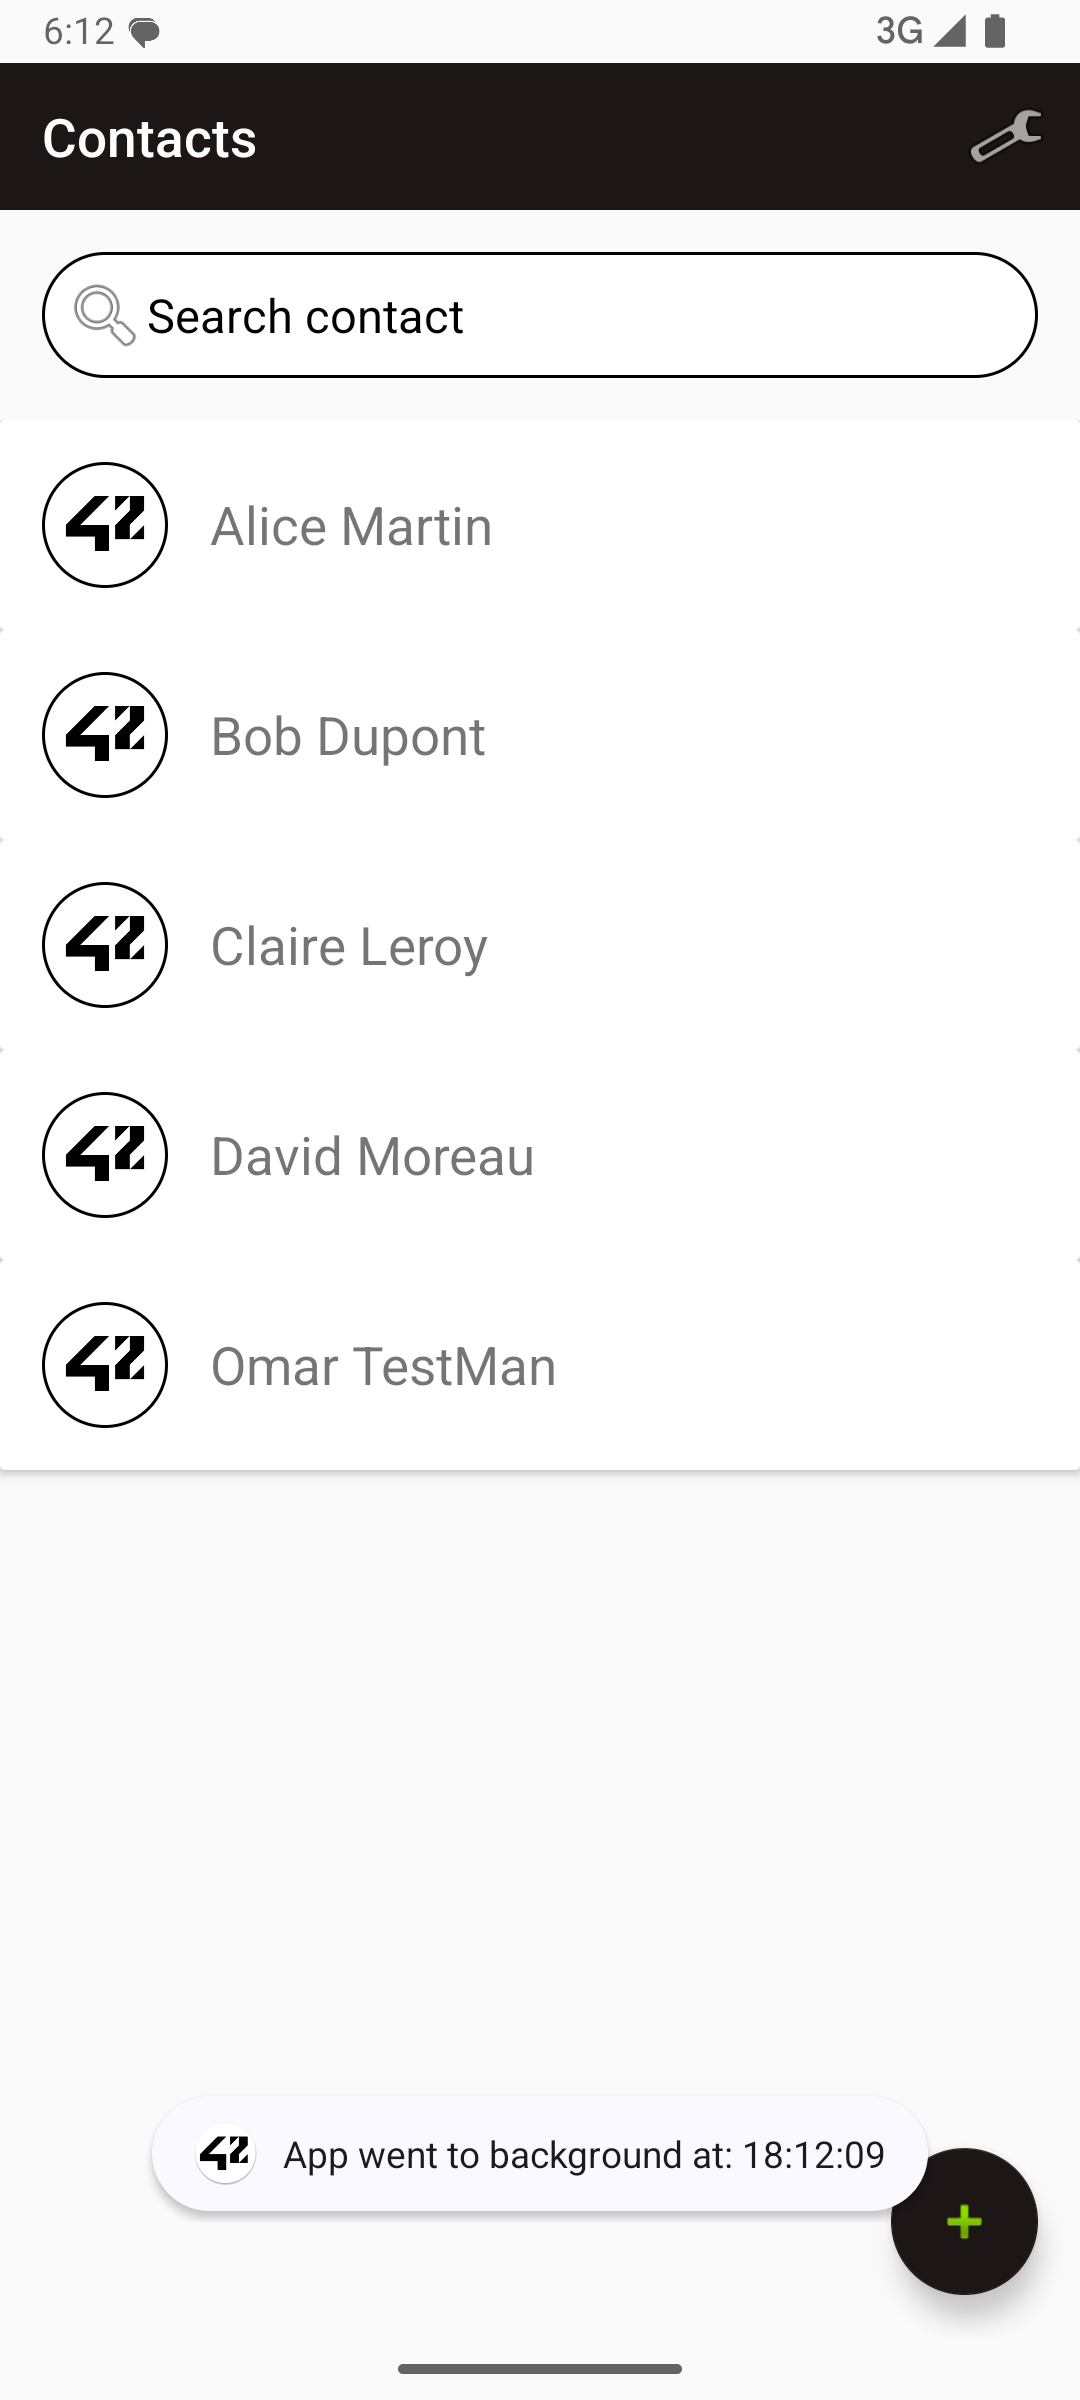 6:12
3G
Contacts
Search contact
42 Alice Martin
42 Bob Dupont
42 Claire Leroy
42 David Moreau
42 Omar TestMan
42 App went to background at: 18:12:09
+